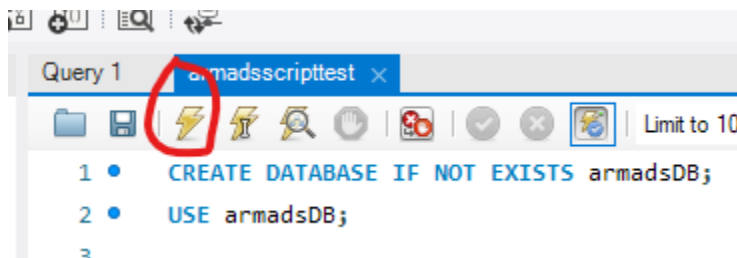 Query 1
armadsscripttest
Limit to 10
1 CREATE DATABASE IF NOT EXISTS armadsDB;
2 USE armadsDB;
3